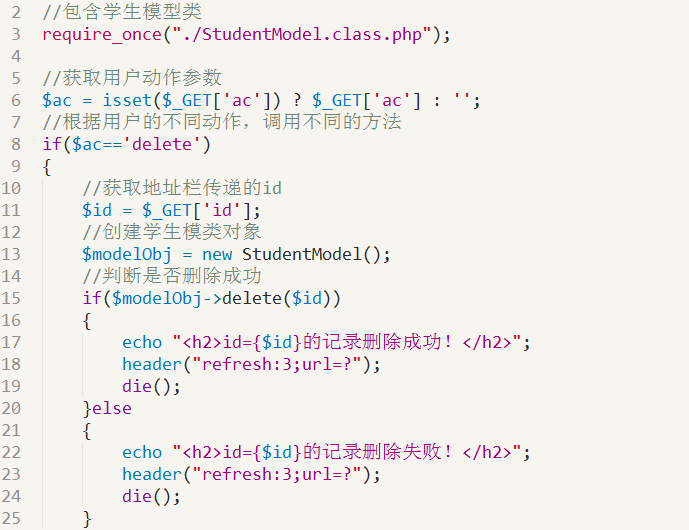 2 //包含学生模型类
3 require_once("./StudentModel.class.php");
4
5 //获取用户动作参数
6 $ac = isset($_GET['ac']) ? $_GET['ac'] : '';
7 //根据用户的不同动作，调用不同的方法
8 if($ac=='delete')
9 {
10     //获取地址栏传递的id
11     $id = $_GET['id'];
12     //创建学生模类对象
13     $modelObj = new StudentModel();
14     //判断是否删除成功
15     if($modelObj->delete($id))
16     {
17         echo "<h2>id={$id}的记录删除成功！</h2>";
18         header("refresh:3;url=?");
19         die();
20     }else
21     {
22         echo "<h2>id={$id}的记录删除失败！</h2>";
23         header("refresh:3;url=?");
24         die();
25     }